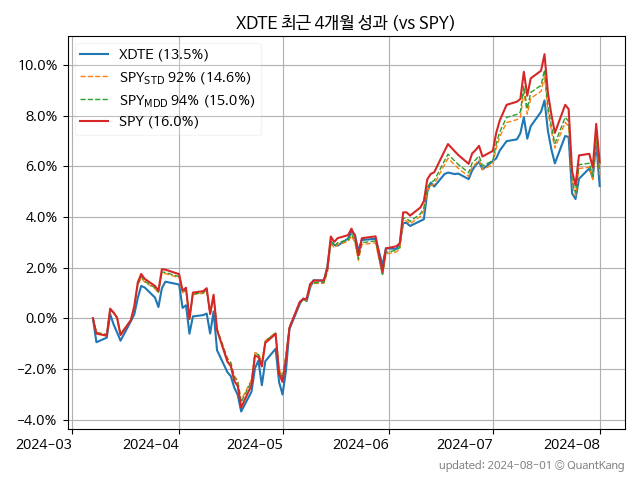 XDTE 최근 4개월 성과 (vs SPY)
XDTE (13.5%)
SPYSTD 92% (14.6%)
SPYMDD 94% (15.0%)
SPY (16.0%)
10.0%
8.0%
6.0%
4.0%
2.0%
0.0%
−2.0%
−4.0%
2024-03 2024-04 2024-05 2024-06 2024-07 2024-08
updated: 2024-08-01 © QuantKang